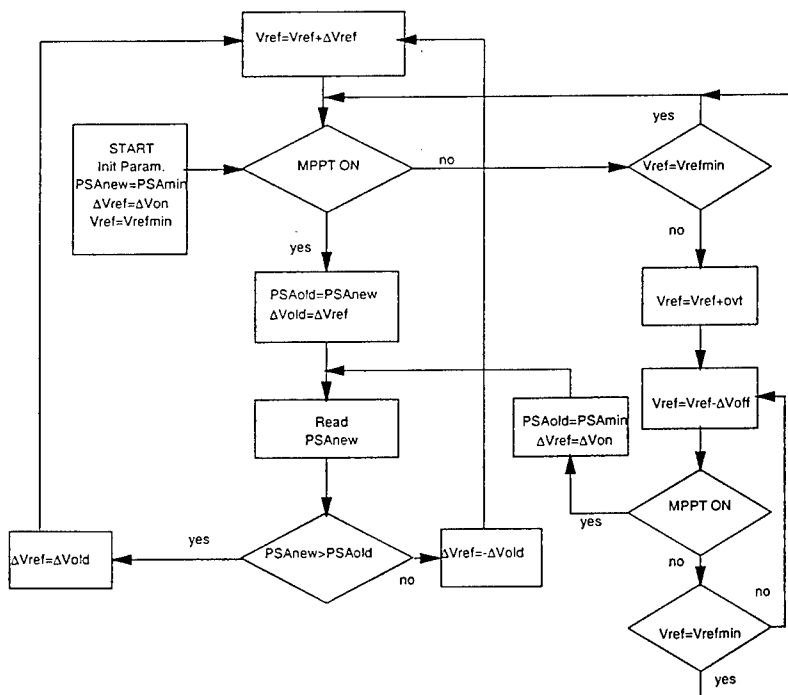 Vref=Vref+ΔVref
START
Init Param.
PSAnew=PSAmin
ΔVref=ΔVon
Vref=Vrefmin
MPPT ON
no
yes
Vref=Vrefmin
yes
no
PSAold=PSAnew
ΔVold=ΔVref
Vref=Vref+ovt
Read
PSAnew
PSAold=PSAmin
ΔVref=ΔVon
Vref=Vref-ΔVoff
MPPT ON
yes
no
PSAnew>PSAold
yes
no
ΔVref=ΔVold
ΔVref=-ΔVold
Vref=Vrefmin
no
yes